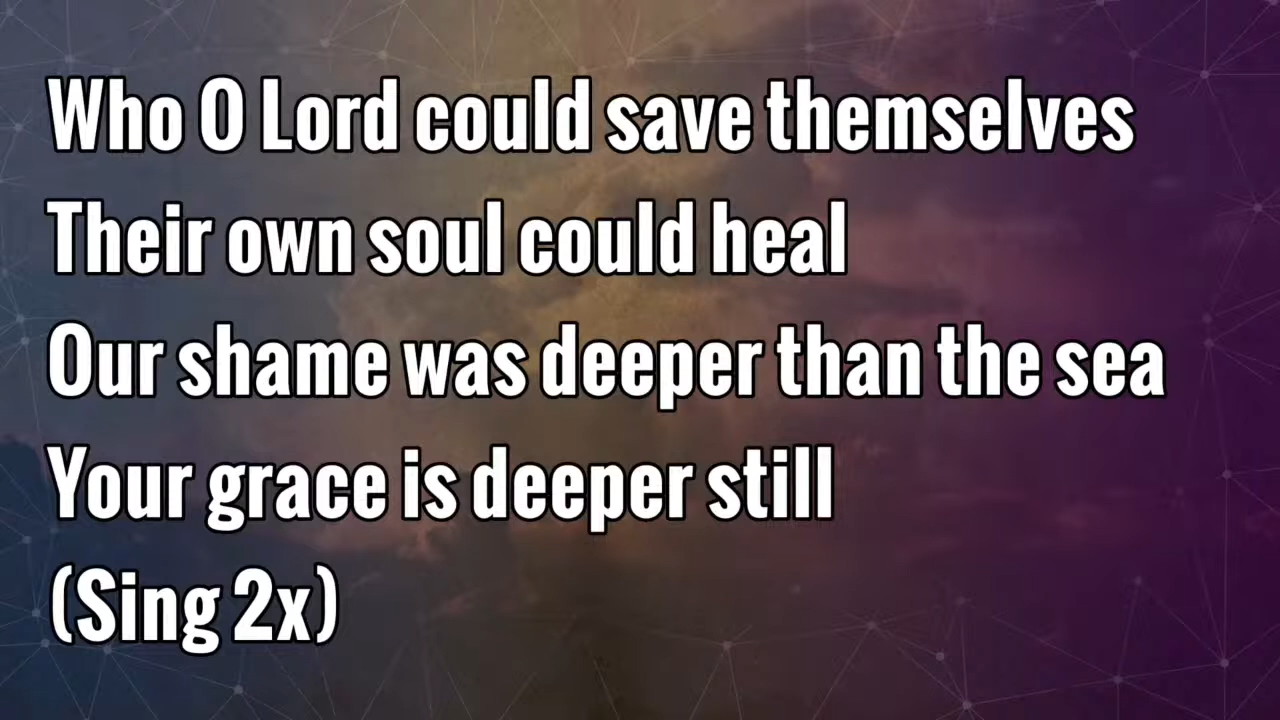 Who O Lord could save themselves
Their own soul could heal
Our shame was deeper than the sea
Your grace is deeper still
(Sing 2x)